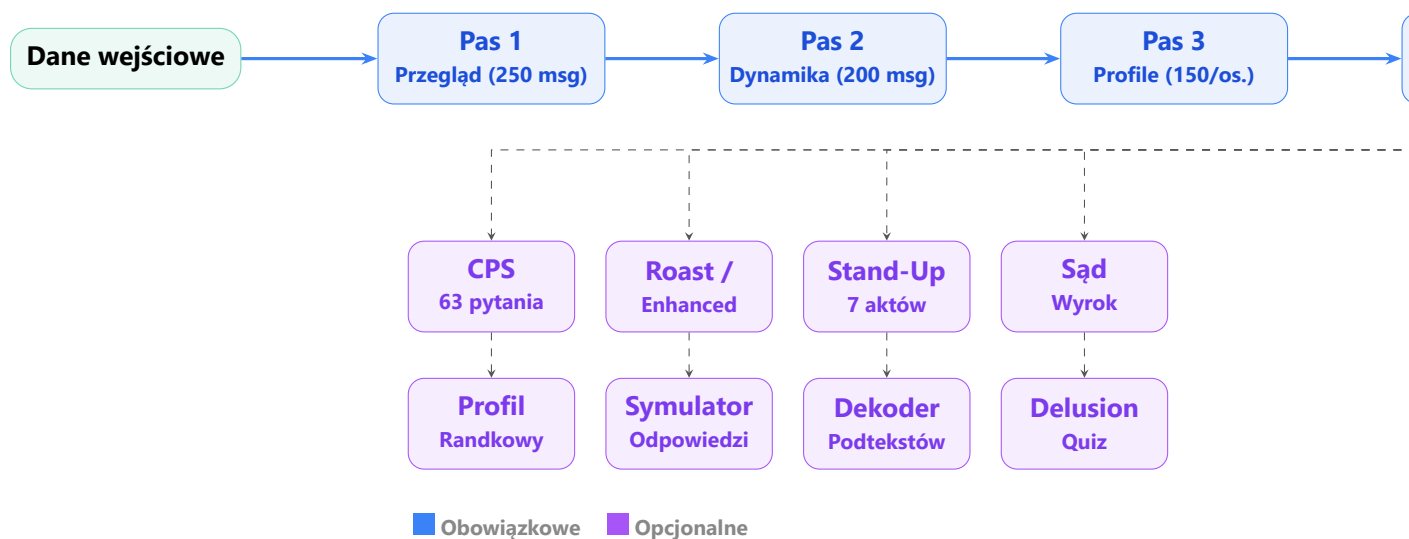 Dane wejściowe
Pas 1
Przegląd (250 msg)
Pas 2
Dynamika (200 msg)
Pas 3
Profile (150/os.)
CPS
63 pytania
Roast /
Enhanced
Stand-Up
7 aktów
Sąd
Wyrok
Profil
Randkowy
Symulator
Odpowiedzi
Dekoder
Podtekstów
Delusion
Quiz
Obowiązkowe
Opcjonalne